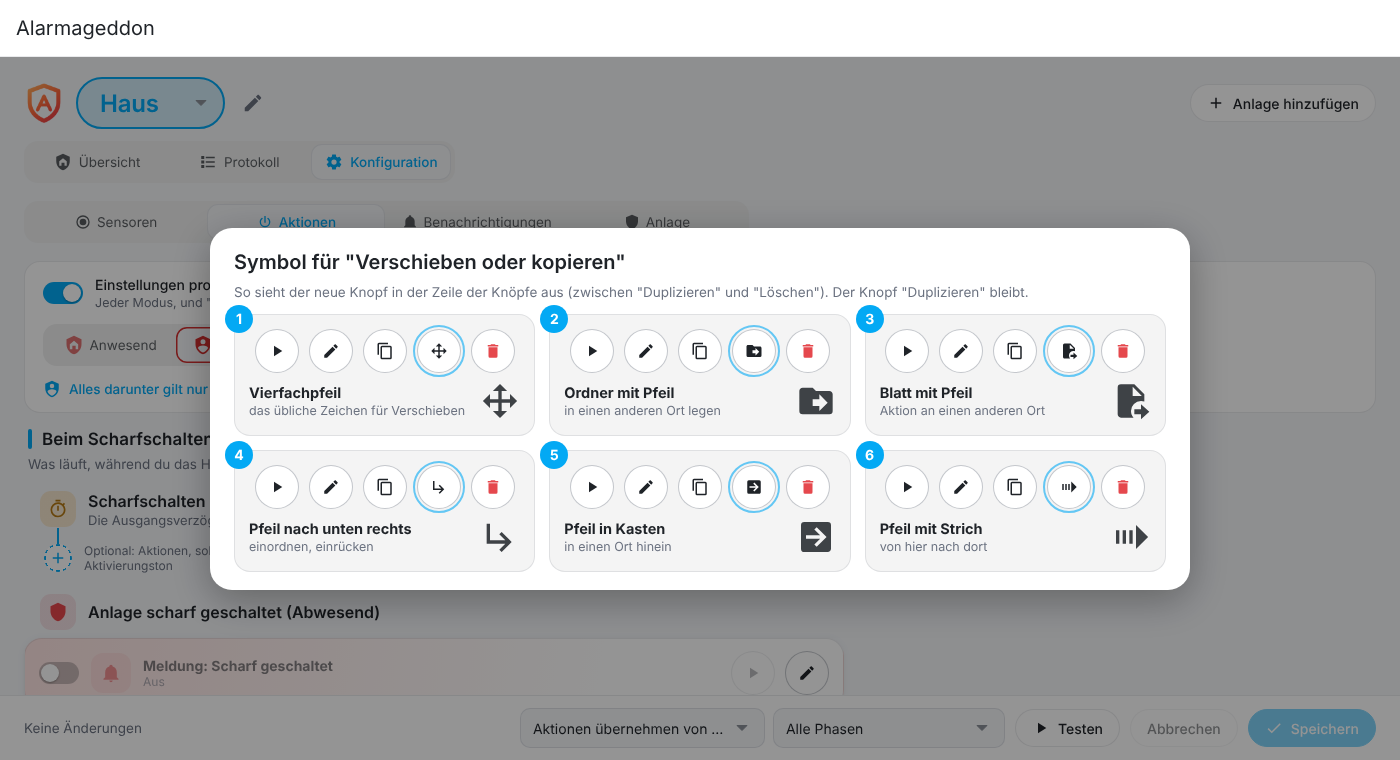 Alarmageddon
Haus
Anlage hinzufügen
Übersicht
Protokoll
Konfiguration
Sensoren
Aktionen
Benachrichtigungen
Anlage
Einstellungen pro
Jeder Modus, und "
Anwesend
Alles darunter gilt nur
Beim Scharfschalten
Was läuft, während du das H
Scharfschalten
Die Ausgangsverzög
Optional: Aktionen, sol
Aktivierungston
Symbol für "Verschieben oder kopieren"
So sieht der neue Knopf in der Zeile der Knöpfe aus (zwischen "Duplizieren" und "Löschen"). Der Knopf "Duplizieren" bleibt.
1
Vierfachpfeil
das übliche Zeichen für Verschieben
2
Ordner mit Pfeil
in einen anderen Ort legen
3
Blatt mit Pfeil
Aktion an einen anderen Ort
4
Pfeil nach unten rechts
einordnen, einrücken
5
Pfeil in Kasten
in einen Ort hinein
6
Pfeil mit Strich
von hier nach dort
Anlage scharf geschaltet (Abwesend)
Meldung: Scharf geschaltet
Aus
Keine Änderungen
Aktionen übernehmen von ...
Alle Phasen
Testen
Abbrechen
Speichern